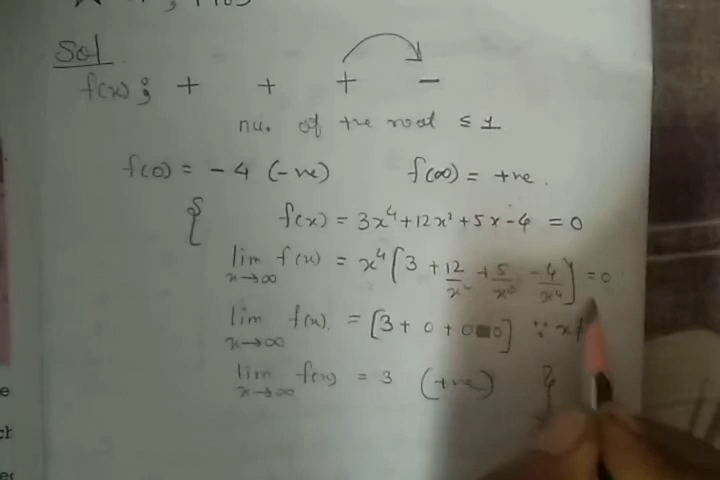 Sol
f(x) ; + + + −
nu. of +ve root ≤ 1
f(0) = − 4 (−ve) f(∞) = +ve.
{ f(x) = 3x⁴ + 12x² + 5x − 4 = 0
lim x→∞ f(x) = x⁴ [3 + 12/x² + 5/x³ − 4/x⁴] = 0
lim x→∞ f(x) = [3 + 0 + 0 0] ∵ x≠
lim x→∞ f(x) = 3 (+ve) }